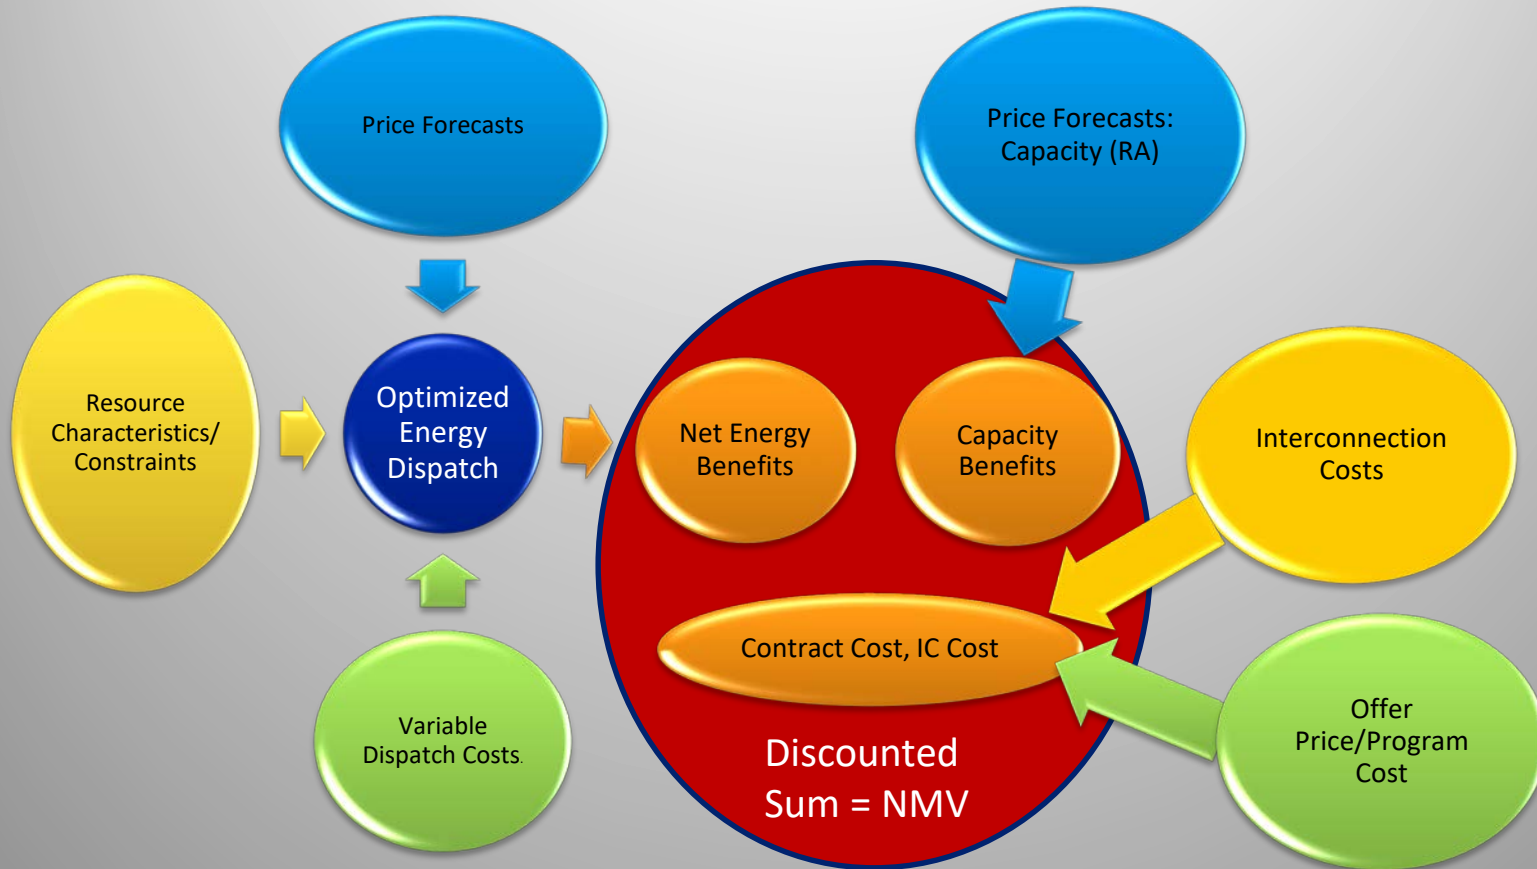 Price Forecasts
Price Forecasts:
Capacity (RA)
Resource
Characteristics/
Constraints
Optimized
Energy
Dispatch
Net Energy
Benefits
Capacity
Benefits
Interconnection
Costs
Contract Cost, IC Cost
Variable
Dispatch Costs.
Discounted
Sum = NMV
Offer
Price/Program
Cost